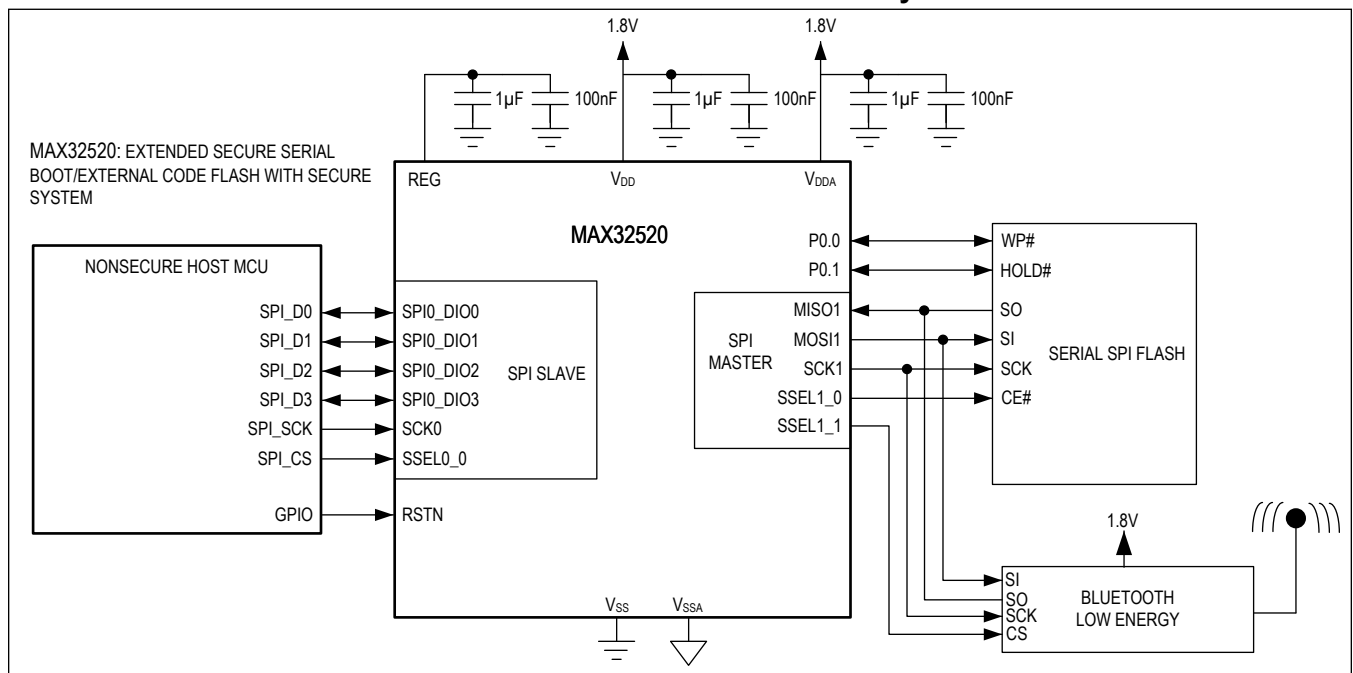 1.8V
1.8V
1µF
100nF
1µF
100nF
1µF
100nF
MAX32520: EXTENDED SECURE SERIAL
BOOT/EXTERNAL CODE FLASH WITH SECURE
SYSTEM
REG
VDD
VDDA
MAX32520
NONSECURE HOST MCU
SPI_D0
SPI_D1
SPI_D2
SPI_D3
SPI_SCK
SPI_CS
GPIO
SPI0_DIO0
SPI0_DIO1
SPI0_DIO2
SPI0_DIO3
SCK0
SSEL0_0
RSTN
SPI SLAVE
P0.0
P0.1
SPI
MASTER
MISO1
MOSI1
SCK1
SSEL1_0
SSEL1_1
WP#
HOLD#
SO
SI
SCK
CE#
SERIAL SPI FLASH
VSS
VSSA
1.8V
SI
SO
SCK
CS
BLUETOOTH
LOW ENERGY